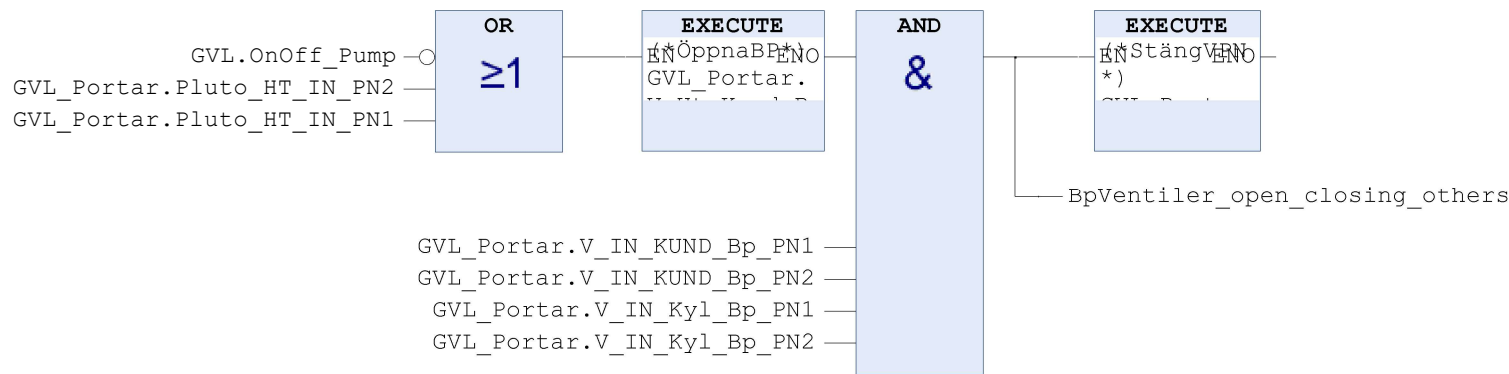 OR
EXECUTE
AND
EXECUTE
GVL.OnOff_Pump
≥1
EN
(*ÖppnaBP*)
ENO
&
EN
(*StängVPN
ENO
GVL_Portar.Pluto_HT_IN_PN2
GVL_Portar.
*)
GVL_Portar.Pluto_HT_IN_PN1
BpVentiler_open_closing_others
GVL_Portar.V_IN_KUND_Bp_PN1
GVL_Portar.V_IN_KUND_Bp_PN2
GVL_Portar.V_IN_Kyl_Bp_PN1
GVL_Portar.V_IN_Kyl_Bp_PN2